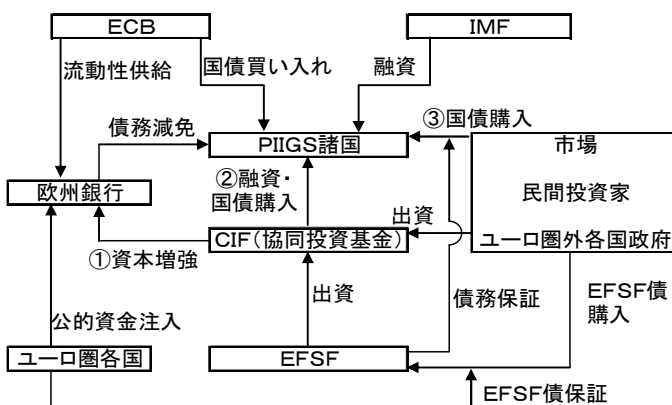 ECB
IMF
流動性供給
国債買い入れ
融資
③国債購入
債務減免
PIIGS諸国
市場
民間投資家
ユーロ圏外各国政府
②融資・
国債購入
欧州銀行
出資
CIF(協同投資基金)
①資本増強
出資
債務保証
EFSF債
購入
公的資金注入
ユーロ圏各国
EFSF
EFSF債保証